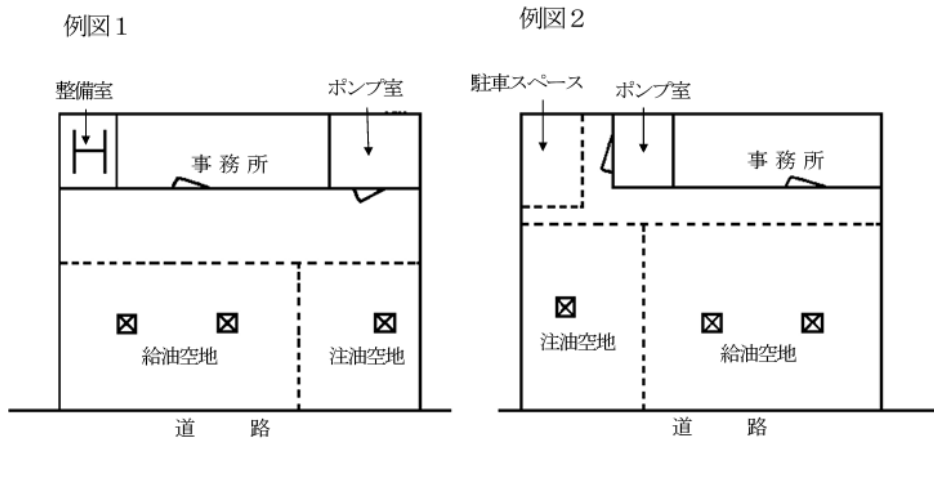 例図１
整備室
ポンプ室
事務所
給油空地
注油空地
道路
例図２
駐車スペース
ポンプ室
事務所
注油空地
給油空地
道路